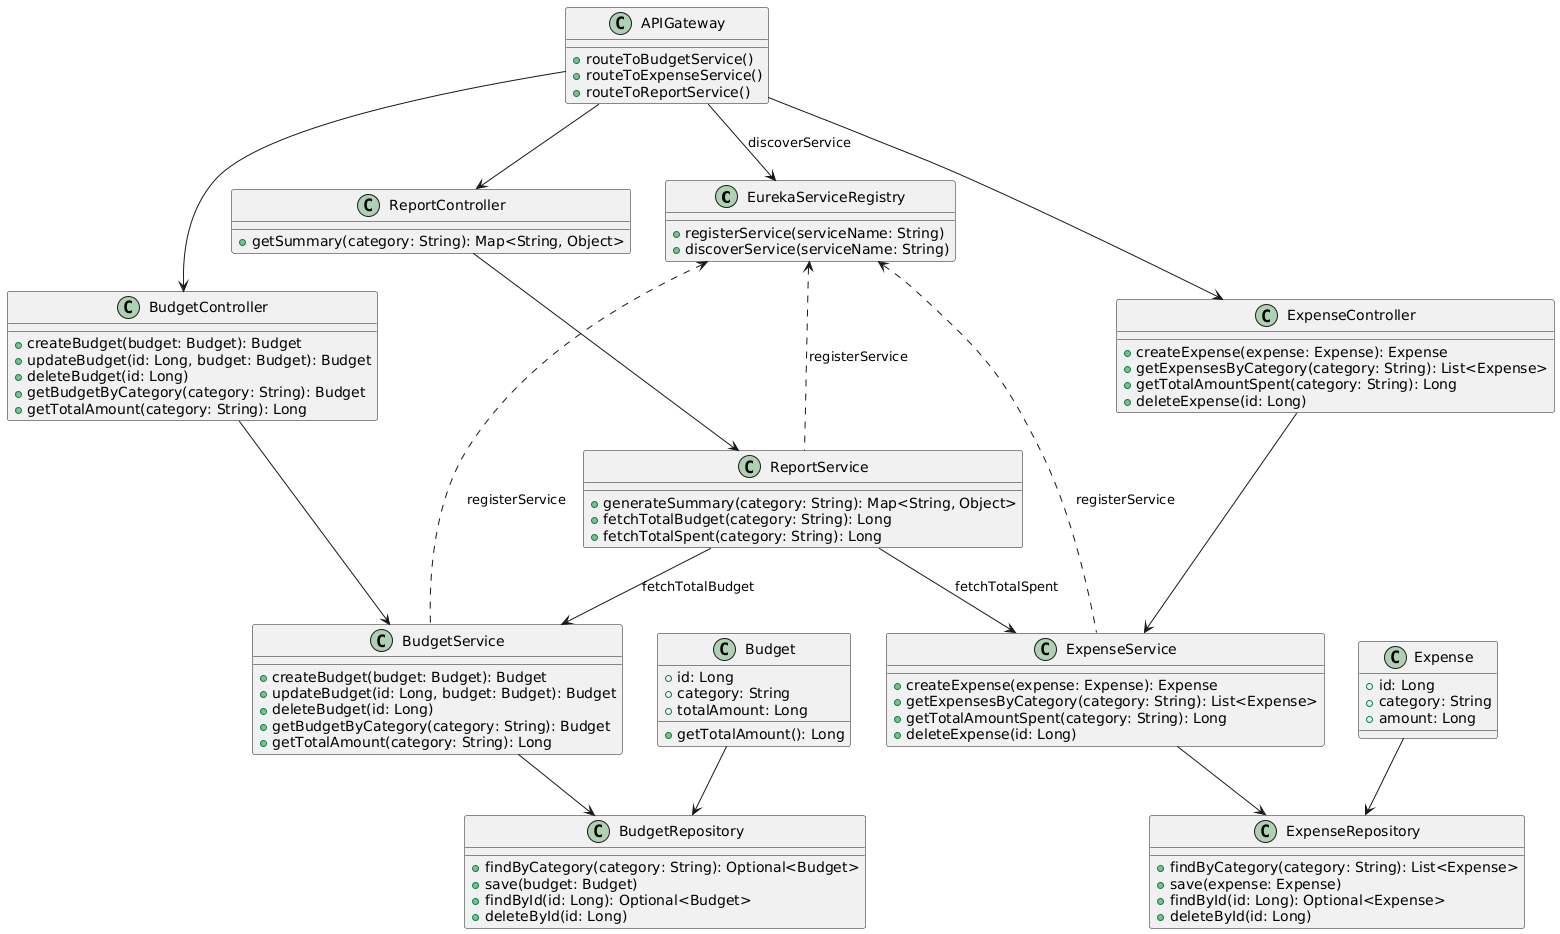 C APIGateway
routeToBudgetService()
routeToExpenseService()
routeToReportService()
discoverService
C ReportController
getSummary(category: String): Map<String, Object>
C EurekaServiceRegistry
registerService(serviceName: String)
discoverService(serviceName: String)
C BudgetController
createBudget(budget: Budget): Budget
updateBudget(id: Long, budget: Budget): Budget
deleteBudget(id: Long)
getBudgetByCategory(category: String): Budget
getTotalAmount(category: String): Long
C ExpenseController
createExpense(expense: Expense): Expense
getExpensesByCategory(category: String): List<Expense>
getTotalAmountSpent(category: String): Long
deleteExpense(id: Long)
registerService
C ReportService
generateSummary(category: String): Map<String, Object>
fetchTotalBudget(category: String): Long
fetchTotalSpent(category: String): Long
registerService
registerService
fetchTotalBudget
fetchTotalSpent
C BudgetService
createBudget(budget: Budget): Budget
updateBudget(id: Long, budget: Budget): Budget
deleteBudget(id: Long)
getBudgetByCategory(category: String): Budget
getTotalAmount(category: String): Long
C Budget
id: Long
category: String
totalAmount: Long
getTotalAmount(): Long
C ExpenseService
createExpense(expense: Expense): Expense
getExpensesByCategory(category: String): List<Expense>
getTotalAmountSpent(category: String): Long
deleteExpense(id: Long)
C Expense
id: Long
category: String
amount: Long
C BudgetRepository
findByCategory(category: String): Optional<Budget>
save(budget: Budget)
findById(id: Long): Optional<Budget>
deleteById(id: Long)
C ExpenseRepository
findByCategory(category: String): List<Expense>
save(expense: Expense)
findById(id: Long): Optional<Expense>
deleteById(id: Long)